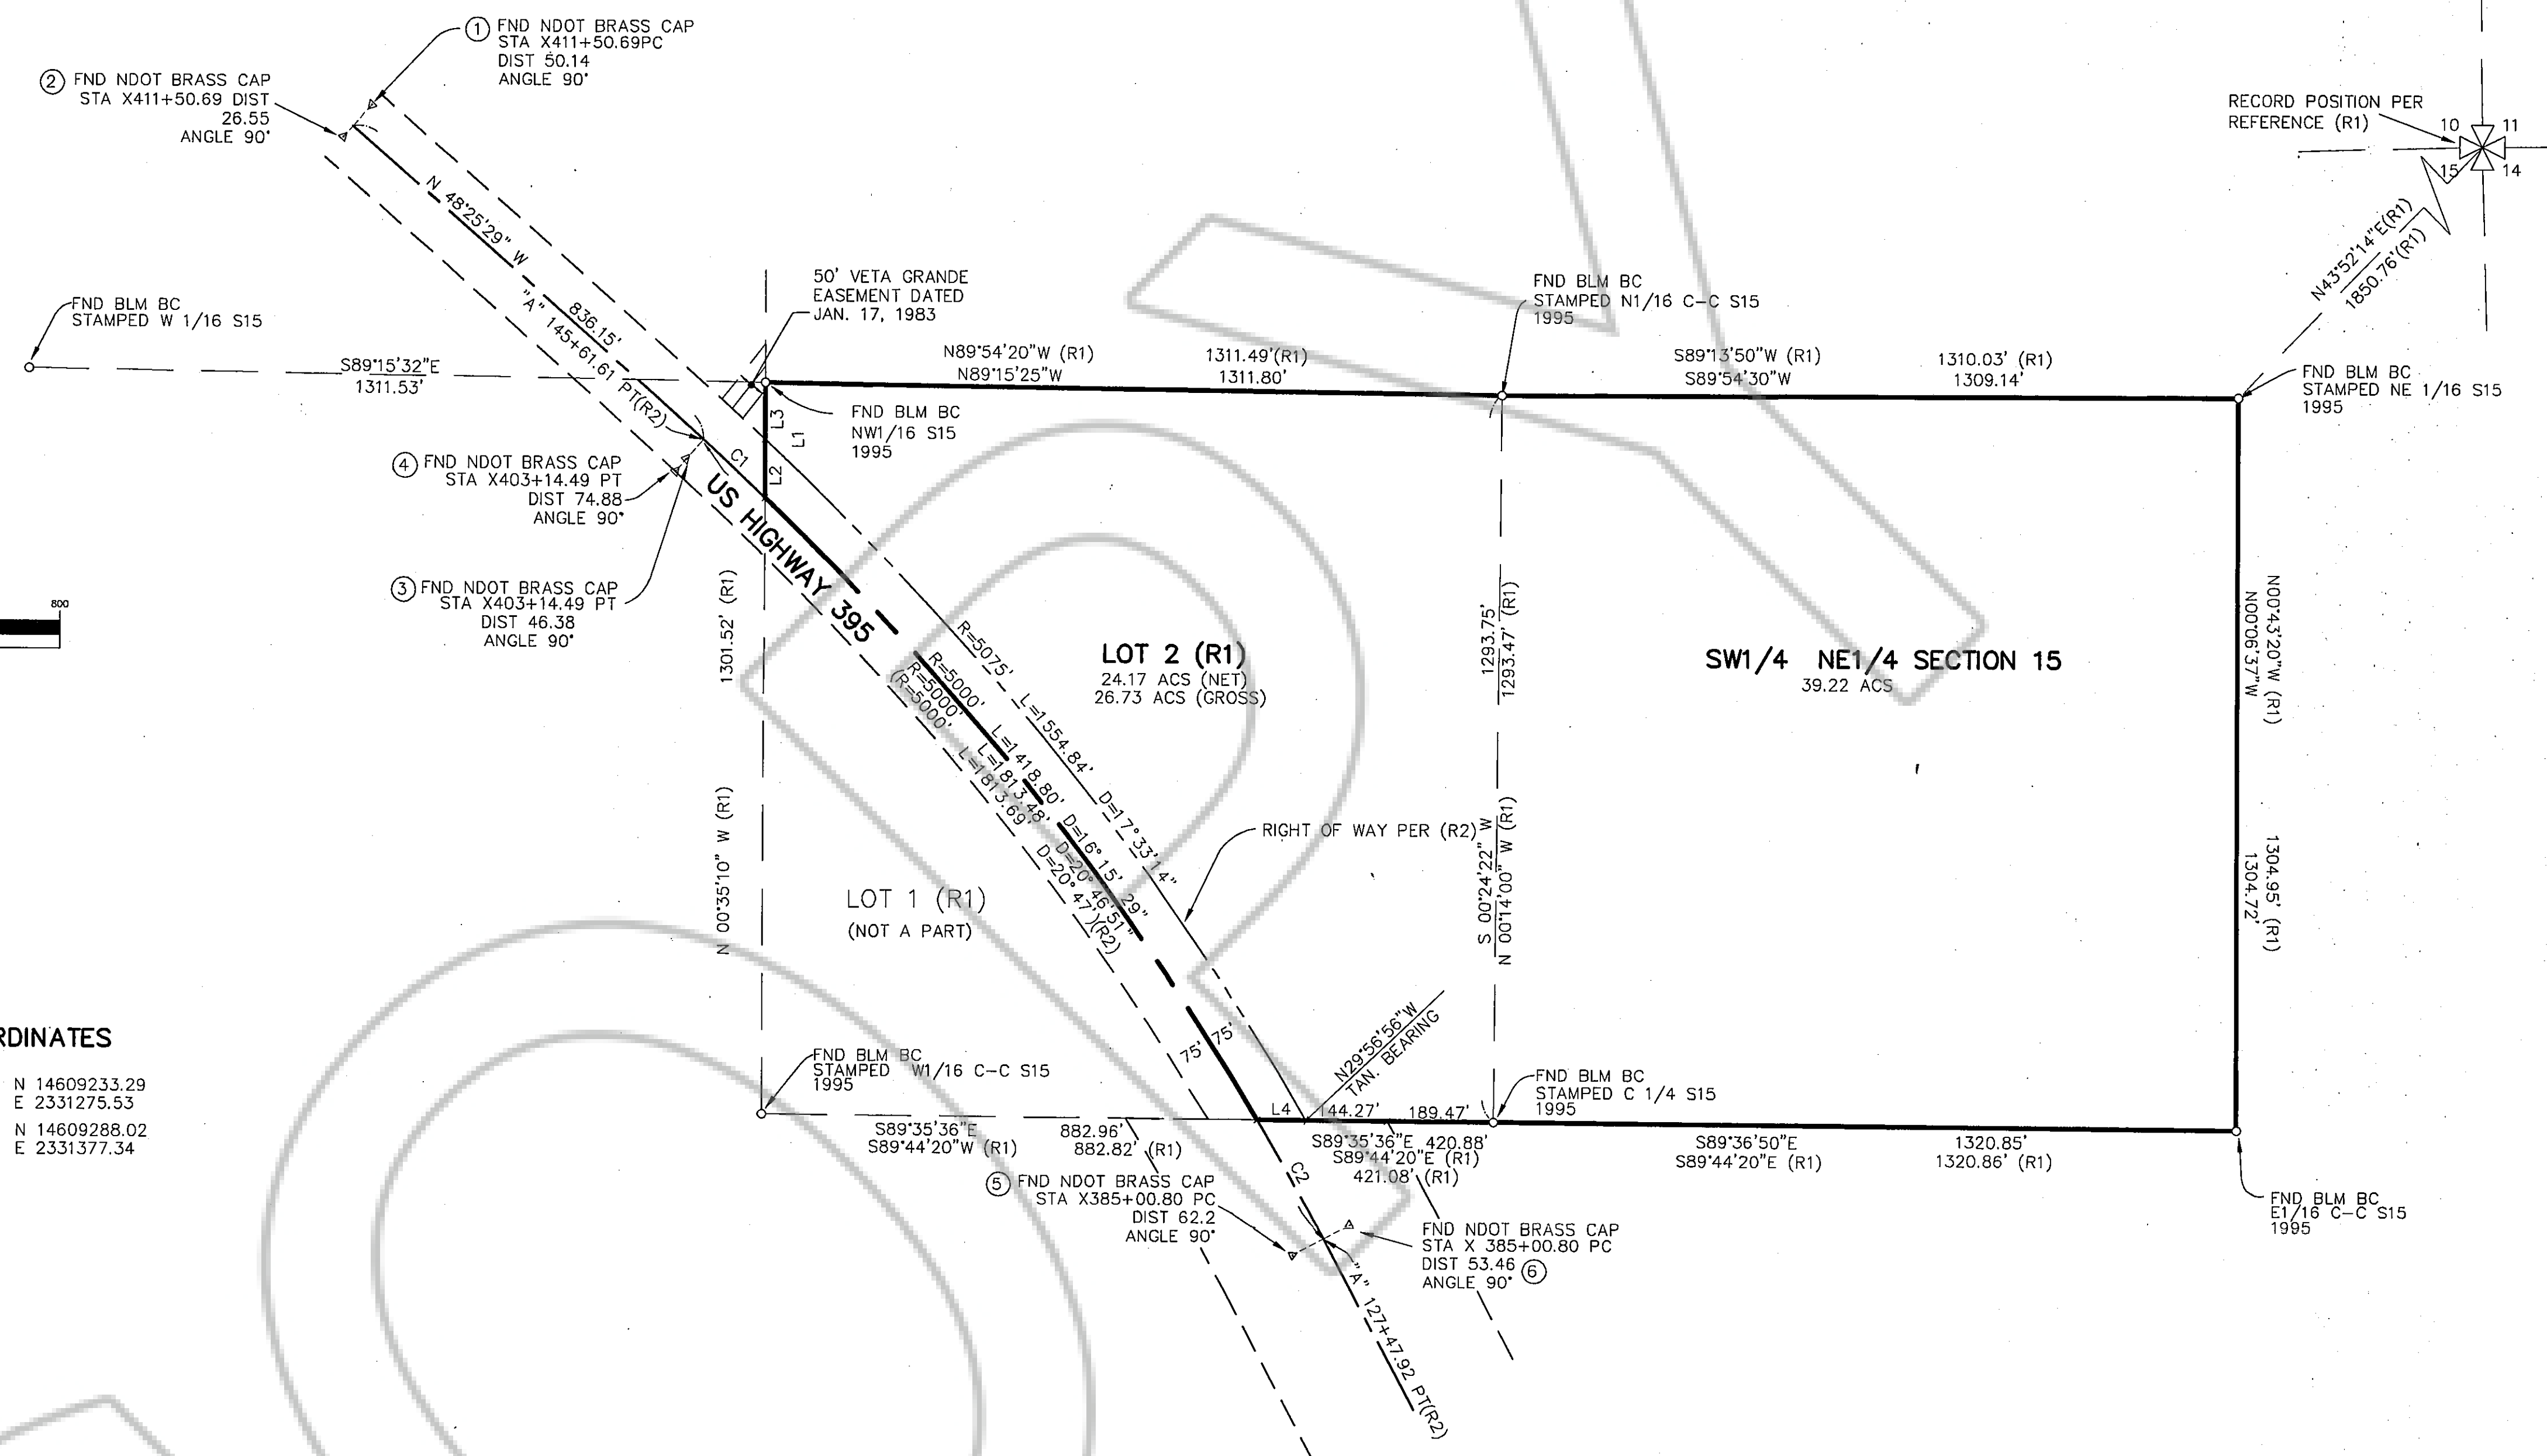 ① FND NDOT BRASS CAP
STA X411+50.69PC
DIST 50.14
ANGLE 90°
② FND NDOT BRASS CAP
STA X411+50.69 DIST
26.55
ANGLE 90°
RECORD POSITION PER
REFERENCE (R1)
10
11
15
14
N43°52'14"E(R1)
1850.76'(R1)
N 48°25'29" W
836.15'
"A" 145+61.61 PT(R2)
50' VETA GRANDE
EASEMENT DATED
JAN. 17, 1983
FND BLM BC
STAMPED W 1/16 S15
S89°15'32"E
1311.53'
FND BLM BC
STAMPED N1/16 C-C S15
1995
N89°54'20"W (R1)
1311.49'(R1)
N89°15'25"W
1311.80'
S89°13'50"W (R1)
1310.03' (R1)
S89°54'30"W
1309.14'
FND BLM BC
STAMPED NE 1/16 S15
1995
FND BLM BC
NW1/16 S15
1995
L3
L1
L2
C1
④ FND NDOT BRASS CAP
STA X403+14.49 PT
DIST 74.88
ANGLE 90°
③ FND NDOT BRASS CAP
STA X403+14.49 PT
DIST 46.38
ANGLE 90°
US HIGHWAY 395
800
1301.52' (R1)
N 00°35'10" W (R1)
R=5075' L=1554.84' D=17°33'14"
R=5000' L=1418.80' D=16°15'29"
R=5000' L=1813.48' D=20°46'51"
(R=5000' L=1813.69' D=20°47')(R2)
LOT 2 (R1)
24.17 ACS (NET)
26.73 ACS (GROSS)
1293.75'
1293.47' (R1)
S 00°24'22" W
N 00°14'00" W (R1)
SW1/4 NE1/4 SECTION 15
39.22 ACS
N00°43'20"W (R1)
N00°06'37"W
1304.95' (R1)
1304.72'
RIGHT OF WAY PER (R2)
LOT 1 (R1)
(NOT A PART)
75'
75'
N29°56'56"W
TAN. BEARING
RDINATES
N 14609233.29
E 2331275.53
N 14609288.02
E 2331377.34
FND BLM BC
STAMPED W1/16 C-C S15
1995
FND BLM BC
STAMPED C 1/4 S15
1995
L4
144.27'
189.47'
S89°35'36"E
882.96'
S89°44'20"W (R1)
882.82' (R1)
S89°35'36"E 420.88'
S89°44'20"E (R1)
421.08' (R1)
S89°36'50"E
1320.85'
S89°44'20"E (R1)
1320.86' (R1)
C2
⑤ FND NDOT BRASS CAP
STA X385+00.80 PC
DIST 62.2
ANGLE 90°
FND NDOT BRASS CAP
STA X 385+00.80 PC
DIST 53.46 ⑥
ANGLE 90°
FND BLM BC
E1/16 C-C S15
1995
"A" 127+47.92 PT(R2)